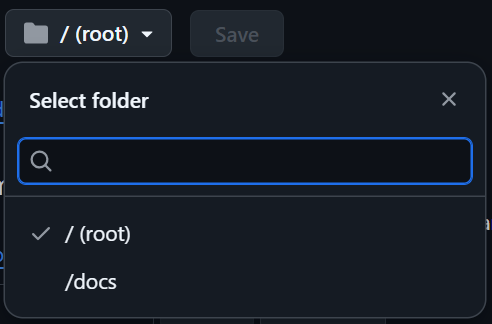 / (root)
Save
Select folder
/ (root)
/docs